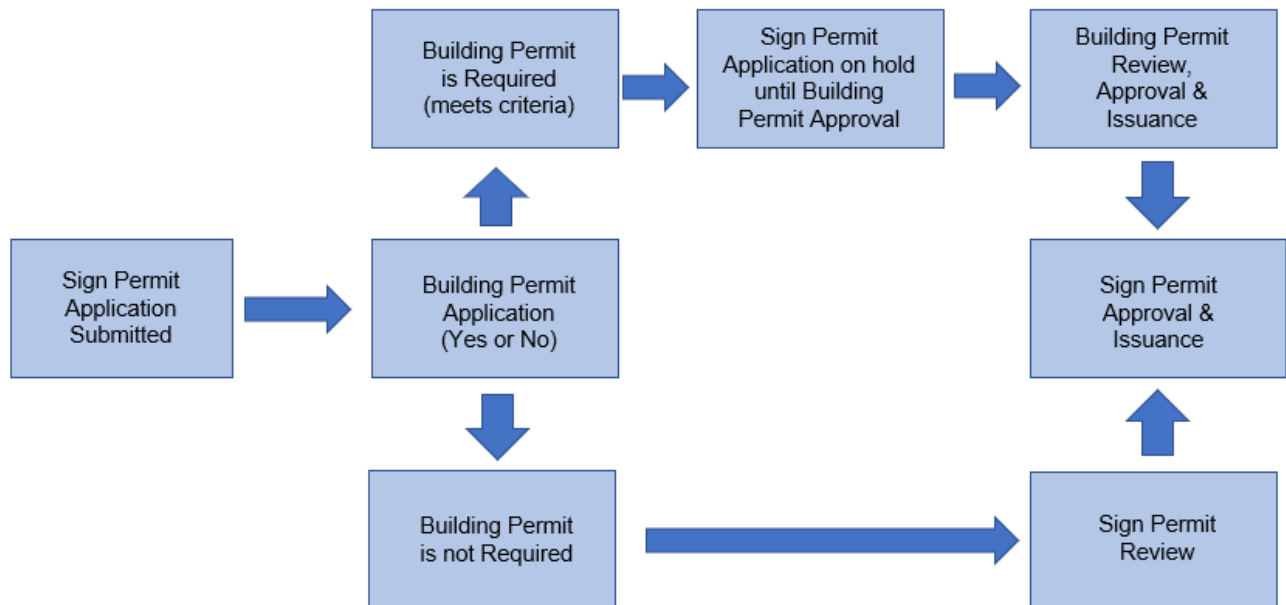 Building Permit
is Required
(meets criteria)
Sign Permit
Application on hold
until Building
Permit Approval
Building Permit
Review,
Approval &
Issuance
Sign Permit
Application
Submitted
Building Permit
Application
(Yes or No)
Sign Permit
Approval &
Issuance
Building Permit
is not Required
Sign Permit
Review